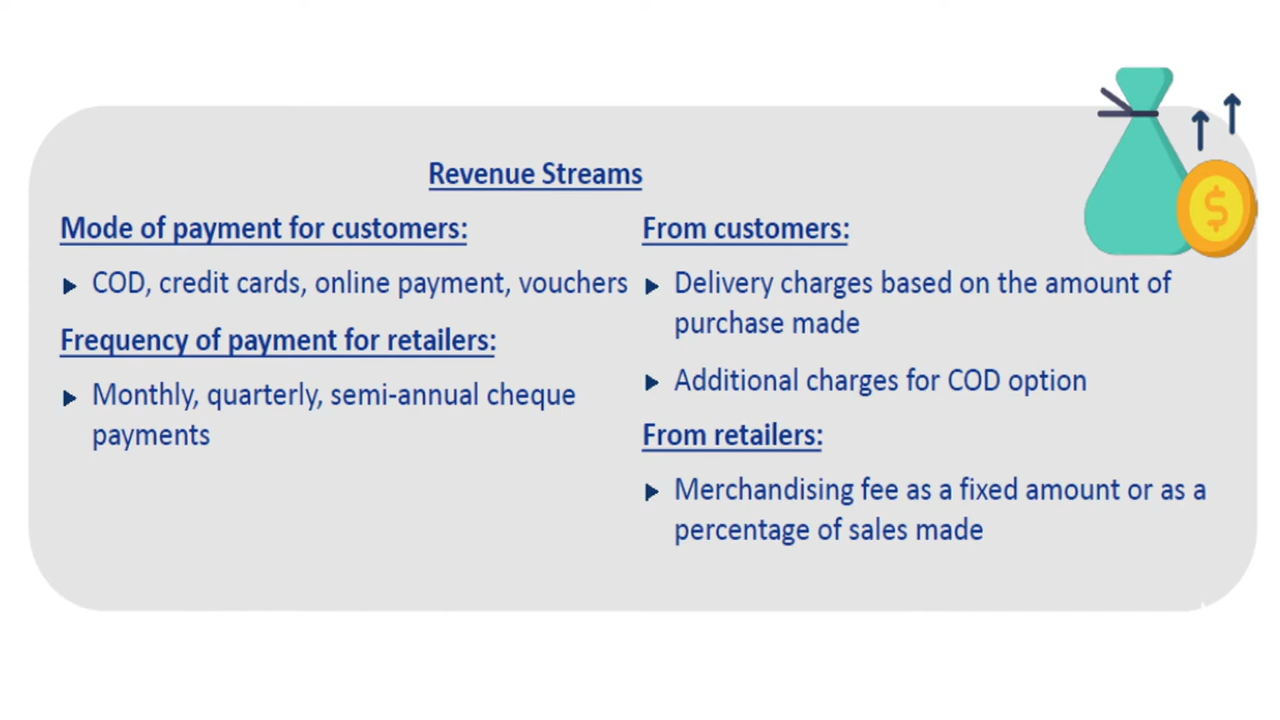 Revenue Streams
Mode of payment for customers:
COD, credit cards, online payment, vouchers
Frequency of payment for retailers:
Monthly, quarterly, semi-annual cheque
payments
From customers:
Delivery charges based on the amount of
purchase made
Additional charges for COD option
From retailers:
Merchandising fee as a fixed amount or as a
percentage of sales made
$